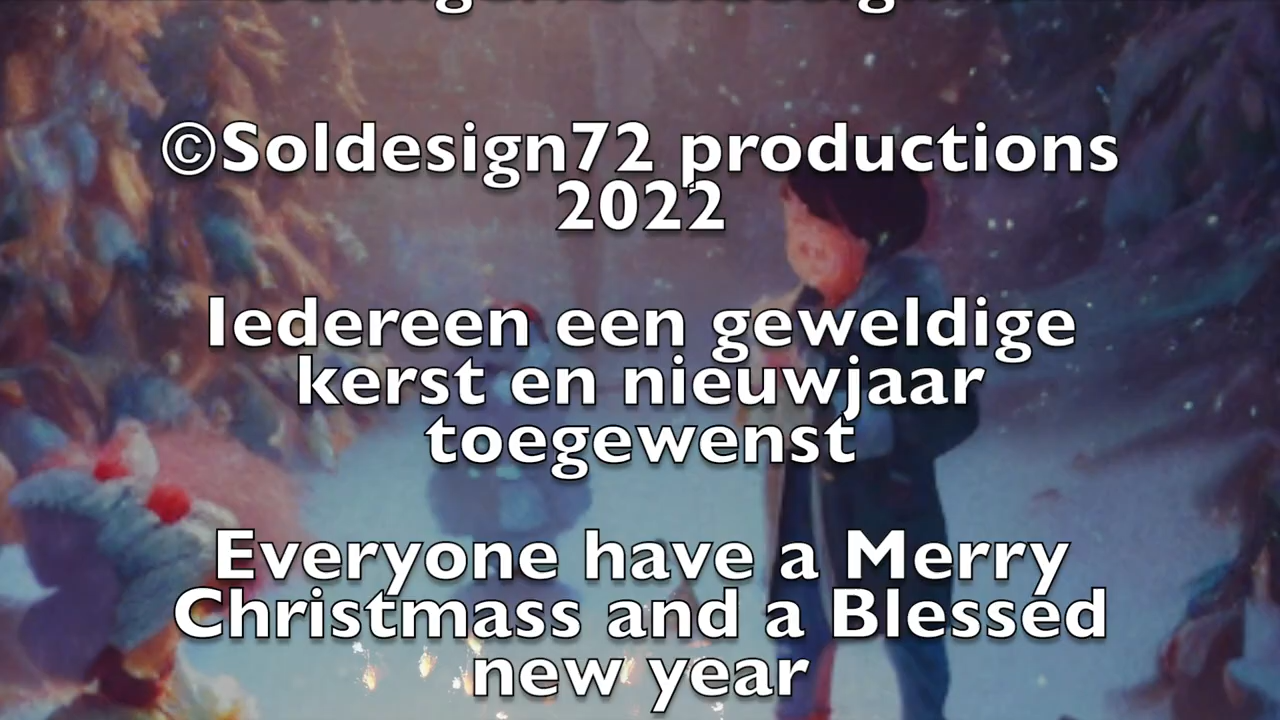 ©Soldesign72 productions
2022
Iedereen een geweldige
kerst en nieuwjaar
toegewenst
Everyone have a Merry
Christmass and a Blessed
new year